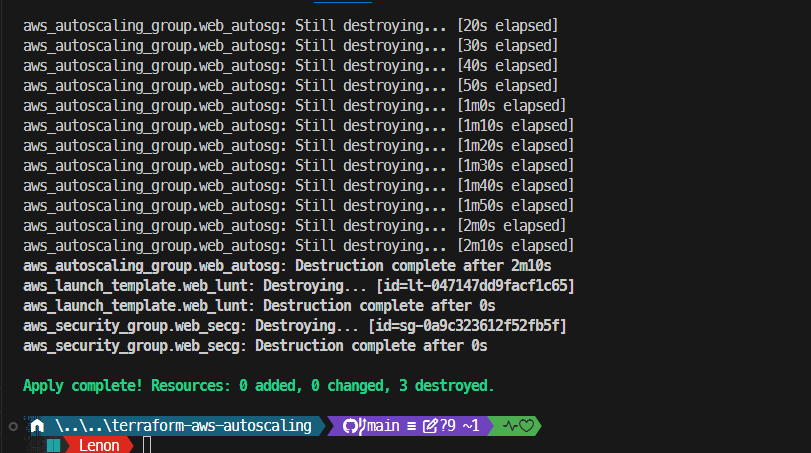 aws_autoscaling_group.web_autosg: Still destroying... [20s elapsed]
aws_autoscaling_group.web_autosg: Still destroying... [30s elapsed]
aws_autoscaling_group.web_autosg: Still destroying... [40s elapsed]
aws_autoscaling_group.web_autosg: Still destroying... [50s elapsed]
aws_autoscaling_group.web_autosg: Still destroying... [1m0s elapsed]
aws_autoscaling_group.web_autosg: Still destroying... [1m10s elapsed]
aws_autoscaling_group.web_autosg: Still destroying... [1m20s elapsed]
aws_autoscaling_group.web_autosg: Still destroying... [1m30s elapsed]
aws_autoscaling_group.web_autosg: Still destroying... [1m40s elapsed]
aws_autoscaling_group.web_autosg: Still destroying... [1m50s elapsed]
aws_autoscaling_group.web_autosg: Still destroying... [2m0s elapsed]
aws_autoscaling_group.web_autosg: Still destroying... [2m10s elapsed]
aws_autoscaling_group.web_autosg: Destruction complete after 2m10s
aws_launch_template.web_lunt: Destroying... [id=lt-047147dd9facf1c65]
aws_launch_template.web_lunt: Destruction complete after 0s
aws_security_group.web_secg: Destroying... [id=sg-0a9c323612f52fb5f]
aws_security_group.web_secg: Destruction complete after 0s
Apply complete! Resources: 0 added, 0 changed, 3 destroyed.
\..\..\terraform-aws-autoscaling main ≡ ?9 ~1
Lenon